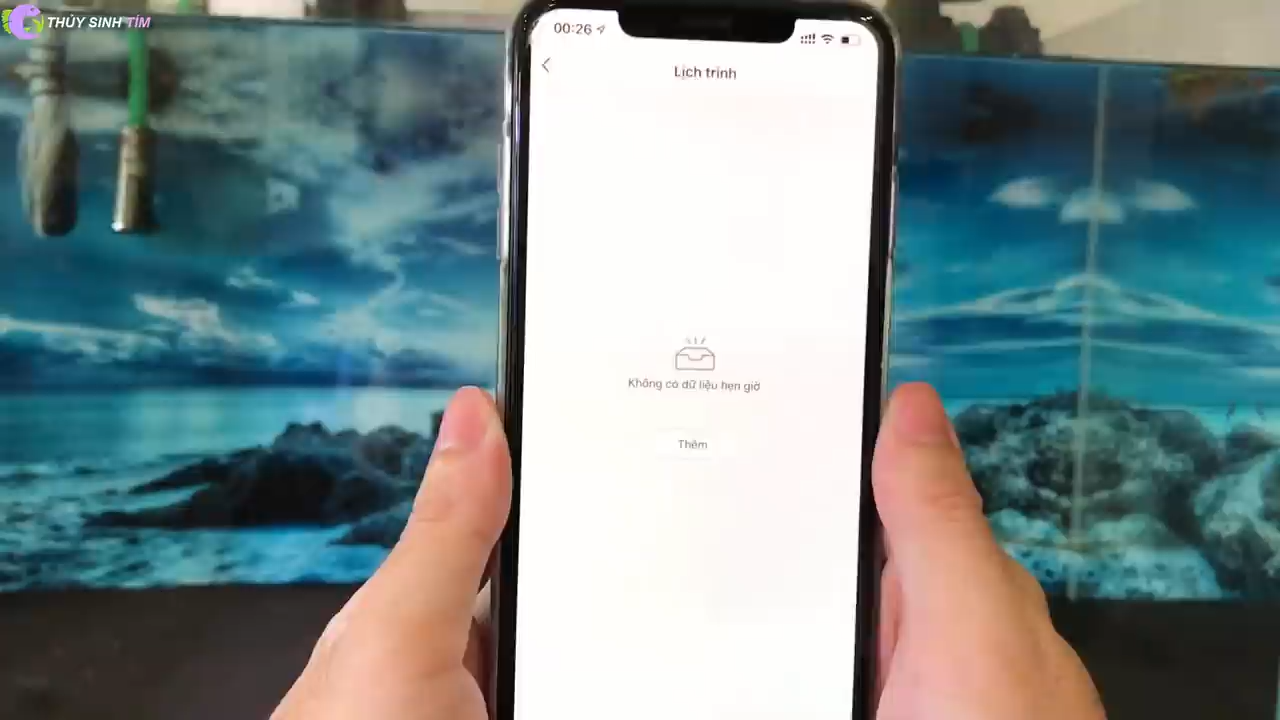 THỦY SINH TÍM
00:26
Lịch trình
Không có dữ liệu hẹn giờ
Thêm